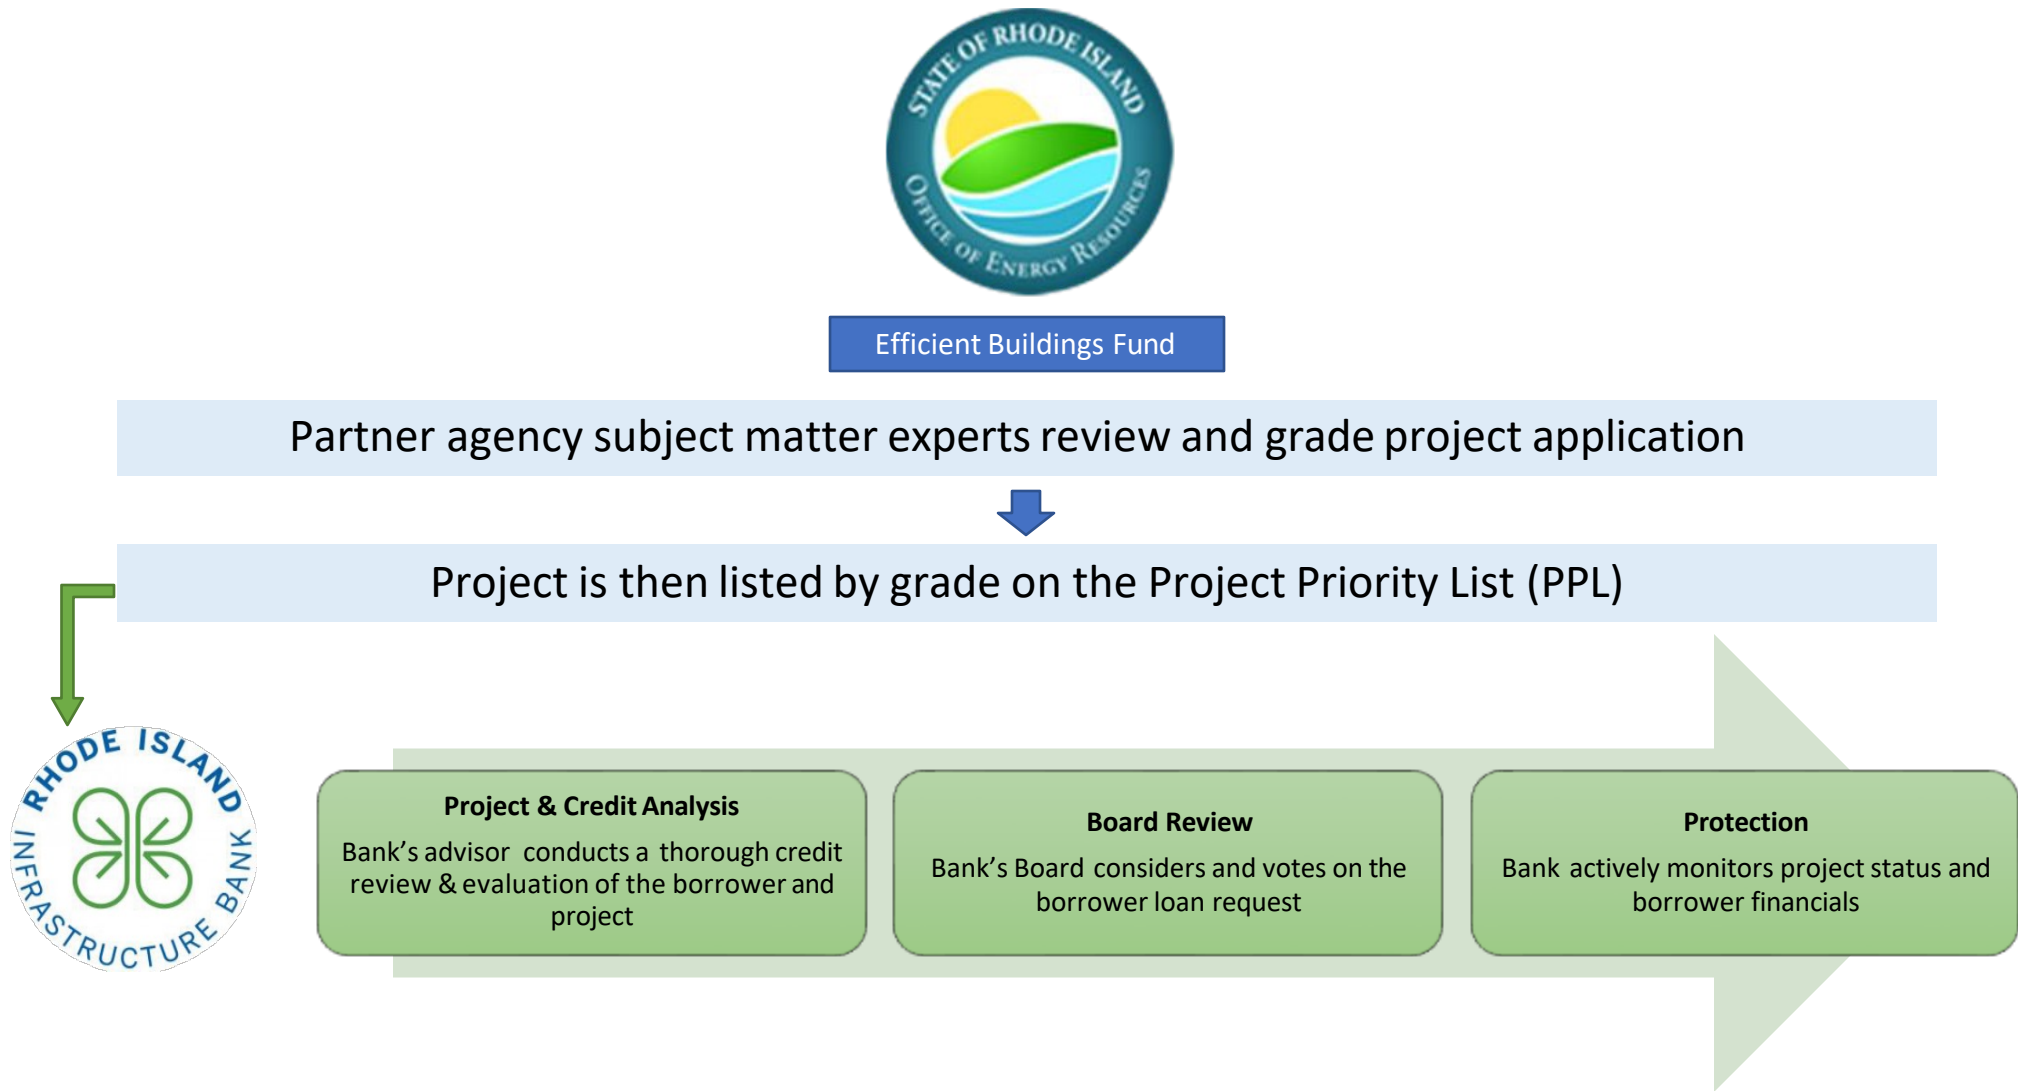 STATE OF RHODE ISLAND
OFFICE OF ENERGY RESOURCES
Efficient Buildings Fund
Partner agency subject matter experts review and grade project application
Project is then listed by grade on the Project Priority List (PPL)
RHODE ISLAND
INFRASTRUCTURE BANK
Project & Credit Analysis
Bank's advisor conducts a thorough credit
review & evaluation of the borrower and
project
Board Review
Bank's Board considers and votes on the
borrower loan request
Protection
Bank actively monitors project status and
borrower financials